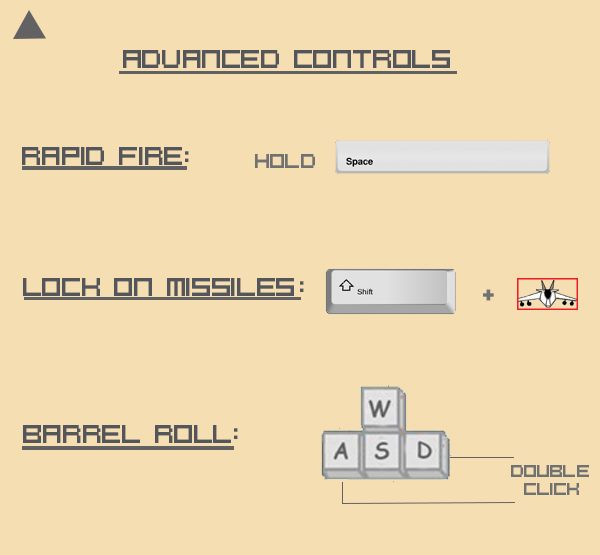 ADVANCED CONTROLS
RAPID FIRE: HOLD Space
LOCK ON MISSILES: Shift +
W
BARREL ROLL: A S D
DOUBLE
CLICK